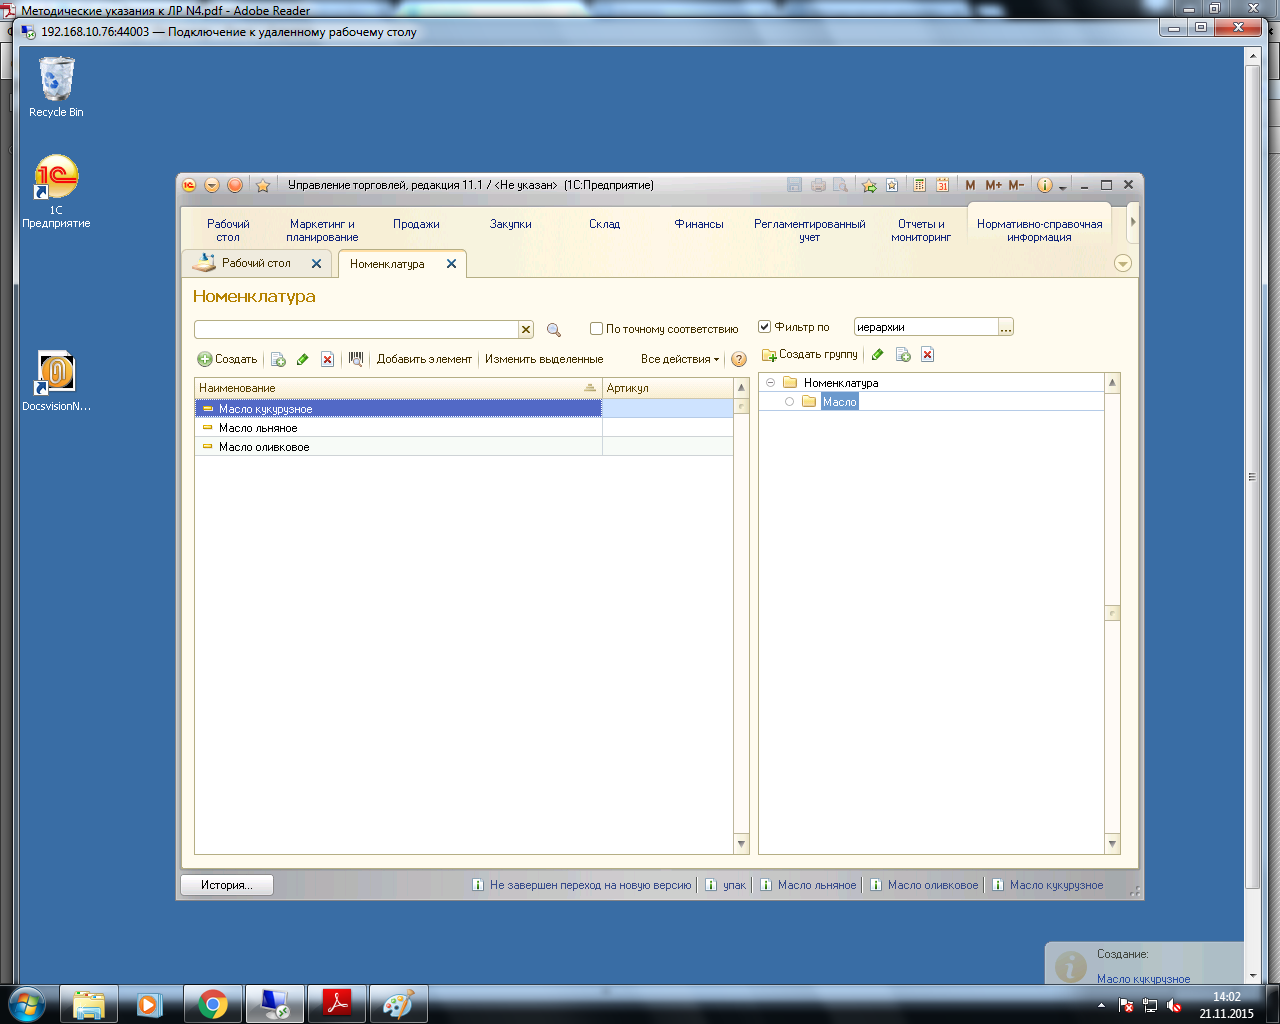 Методические указания к ЛР N4.pdf - Adobe Reader
192.168.10.76:44003 — Подключение к удаленному рабочему столу
Recycle Bin
1С
Предприятие
DocsvisionN...
Управление торговлей, редакция 11.1 / <Не указан> (1С:Предприятие)
M M+ M-
Рабочий стол
Маркетинг и планирование
Продажи
Закупки
Склад
Финансы
Регламентированный учет
Отчеты и мониторинг
Нормативно-справочная информация
Рабочий стол
Номенклатура
Номенклатура
По точному соответствию
Фильтр по
иерархии
...
Создать
Добавить элемент
Изменить выделенные
Все действия
Создать группу
Наименование
Артикул
Масло кукурузное
Масло льняное
Масло оливковое
Номенклатура
Масло
История...
Не завершен переход на новую версию
упак
Масло льняное
Масло оливковое
Масло кукурузное
Создание:
Масло кукурузное
14:02
21.11.2015